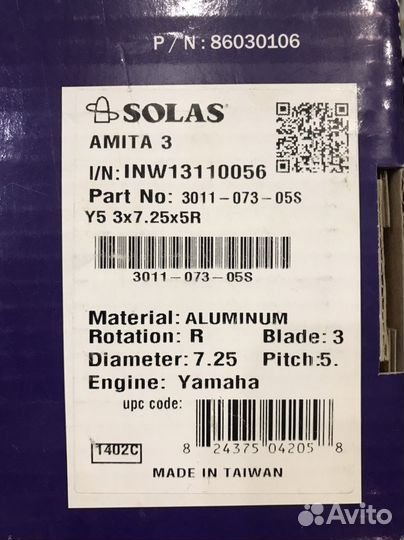 P/N: 86030106
SOLAS®
AMITA 3
I/N: INW13110056
Part No: 3011-073-05S
Y5 3x7.25x5R
3011-073-05S
Material: ALUMINUM
Rotation: R Blade: 3
Diameter: 7.25 Pitch:5.
Engine: Yamaha
upc code:
8 24375 04205 8
1402C
MADE IN TAIWAN
Avito